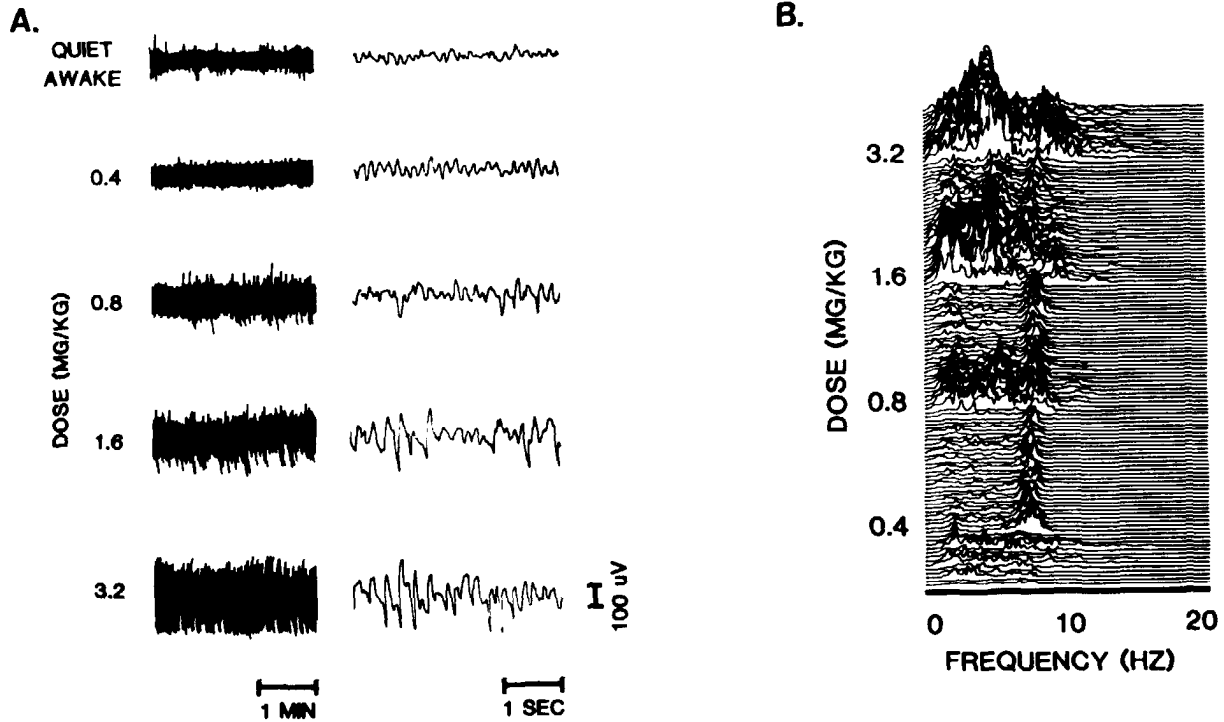 A.
QUIET
AWAKE
0.4
0.8
1.6
3.2
DOSE (MG/KG)
100 uV
1 MIN
1 SEC
B.
3.2
1.6
0.8
0.4
DOSE (MG/KG)
0 10 20
FREQUENCY (HZ)